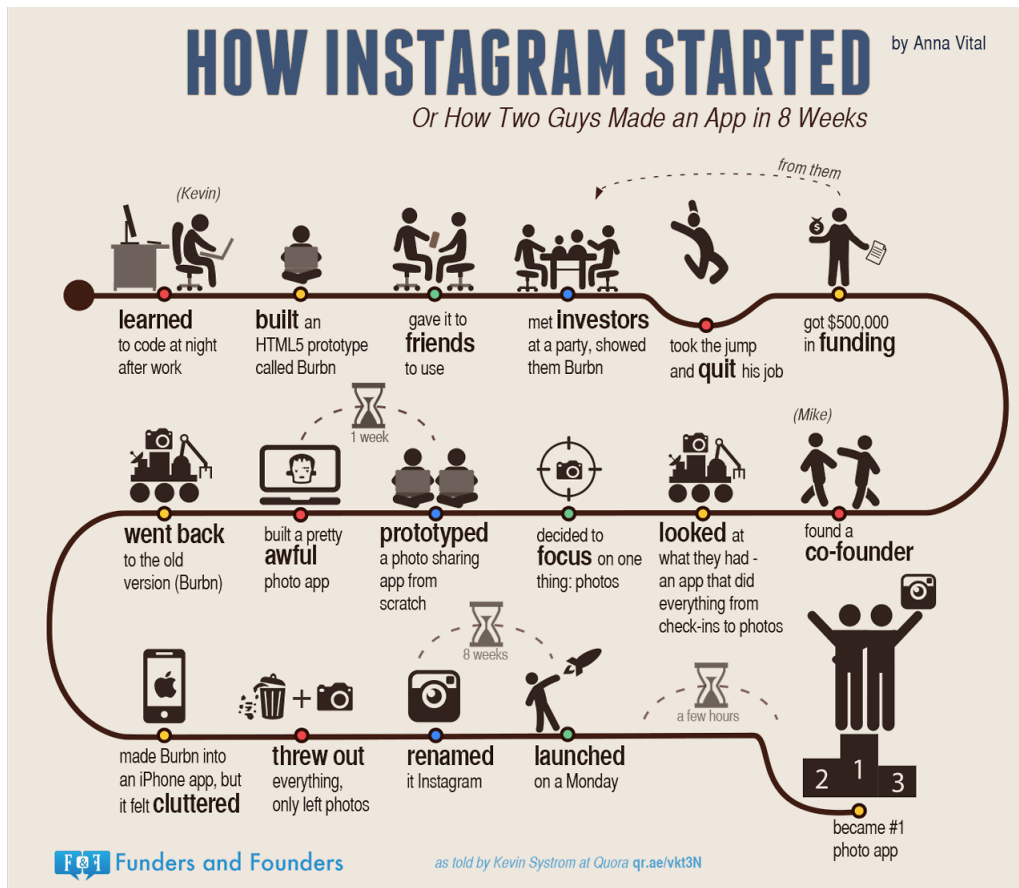 HOW INSTAGRAM STARTED
by Anna Vital
Or How Two Guys Made an App in 8 Weeks
from them
(Kevin)
$
learned
to code at night
after work
built an
HTML5 prototype
called Burbn
gave it to
friends
to use
met investors
at a party, showed
them Burbn
took the jump
and quit his job
got $500,000
in funding
(Mike)
found a
co-founder
looked at
what they had -
an app that did
everything from
check-ins to photos
decided to
focus on one
thing: photos
1 week
prototyped
a photo sharing
app from
scratch
built a pretty
awful
photo app
went back
to the old
version (Burbn)
made Burbn into
an iPhone app, but
it felt cluttered
+
threw out
everything,
only left photos
8 weeks
renamed
it Instagram
launched
on a Monday
a few hours
2 1 3
became #1
photo app
F&F Funders and Founders
as told by Kevin Systrom at Quora qr.ae/vkt3N